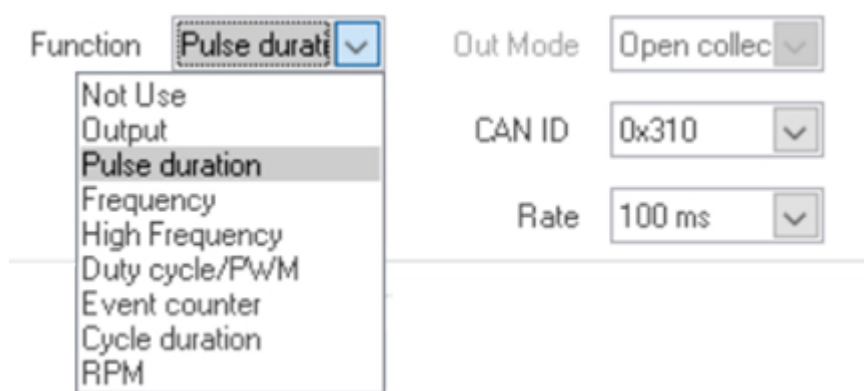 Function Pulse durati Out Mode Open collec
Not Use
Output CAN ID 0x310
Pulse duration
Frequency Rate 100 ms
High Frequency
Duty cycle/PWM
Event counter
Cycle duration
RPM